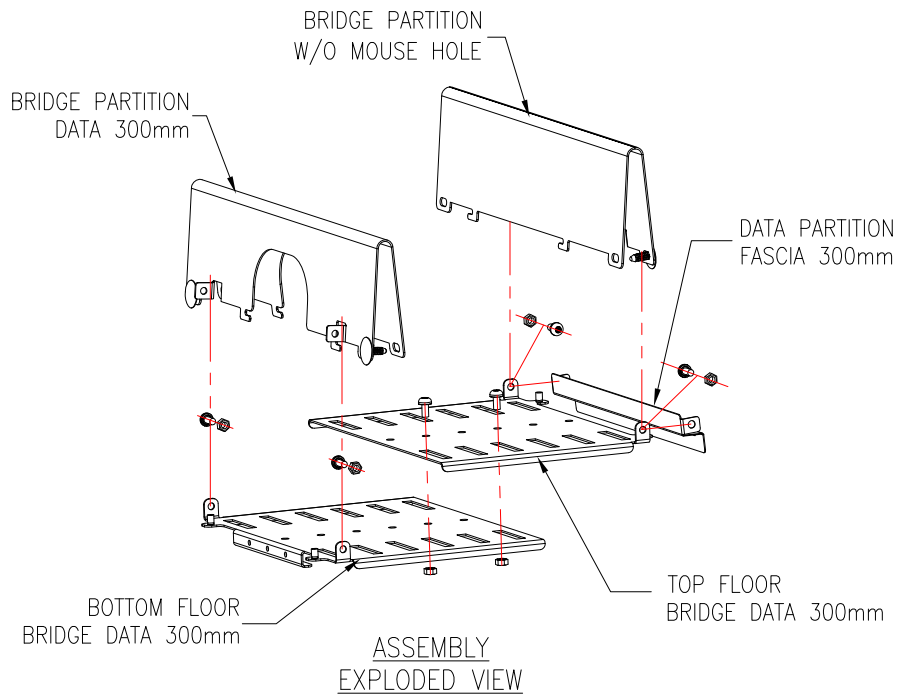 BRIDGE PARTITION
W/O MOUSE HOLE
BRIDGE PARTITION
DATA 300mm
DATA PARTITION
FASCIA 300mm
TOP FLOOR
BRIDGE DATA 300mm
BOTTOM FLOOR
BRIDGE DATA 300mm
ASSEMBLY
EXPLODED VIEW